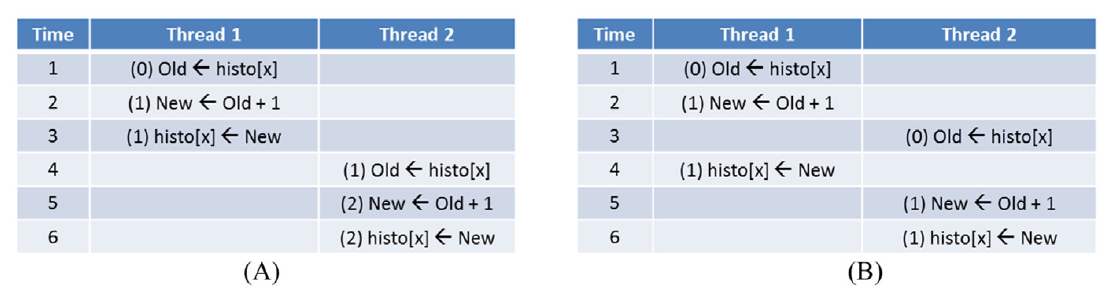 Time Thread 1 Thread 2 Time Thread 1 Thread 2
1 (0) Old ← histo[x] 1 (0) Old ← histo[x]
2 (1) New ← Old + 1 2 (1) New ← Old + 1
3 (1) histo[x] ← New 3 (0) Old ← histo[x]
4 (1) Old ← histo[x] 4 (1) histo[x] ← New
5 (2) New ← Old + 1 5 (1) New ← Old + 1
6 (2) histo[x] ← New 6 (1) histo[x] ← New
(A) (B)